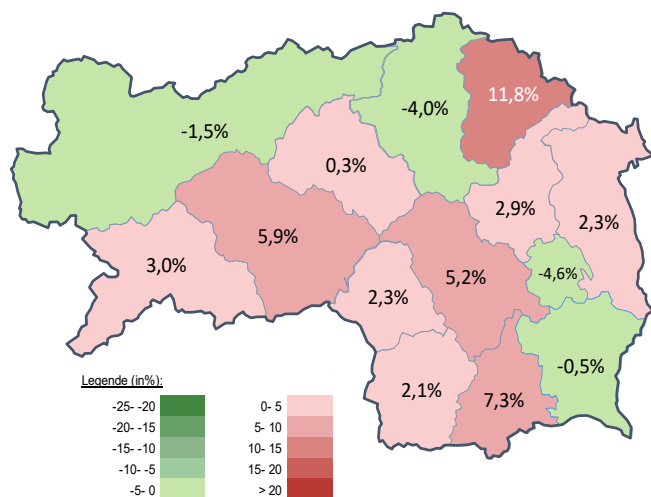 11,8%
-4,0%
-1,5%
0,3%
2,9%
2,3%
5,9%
3,0%
5,2%
-4,6%
2,3%
-0,5%
2,1%
7,3%
Legende (in%):
-25- -20 0- 5
-20- -15 5- 10
-15- -10 10- 15
-10- -5 15- 20
-5- 0 > 20